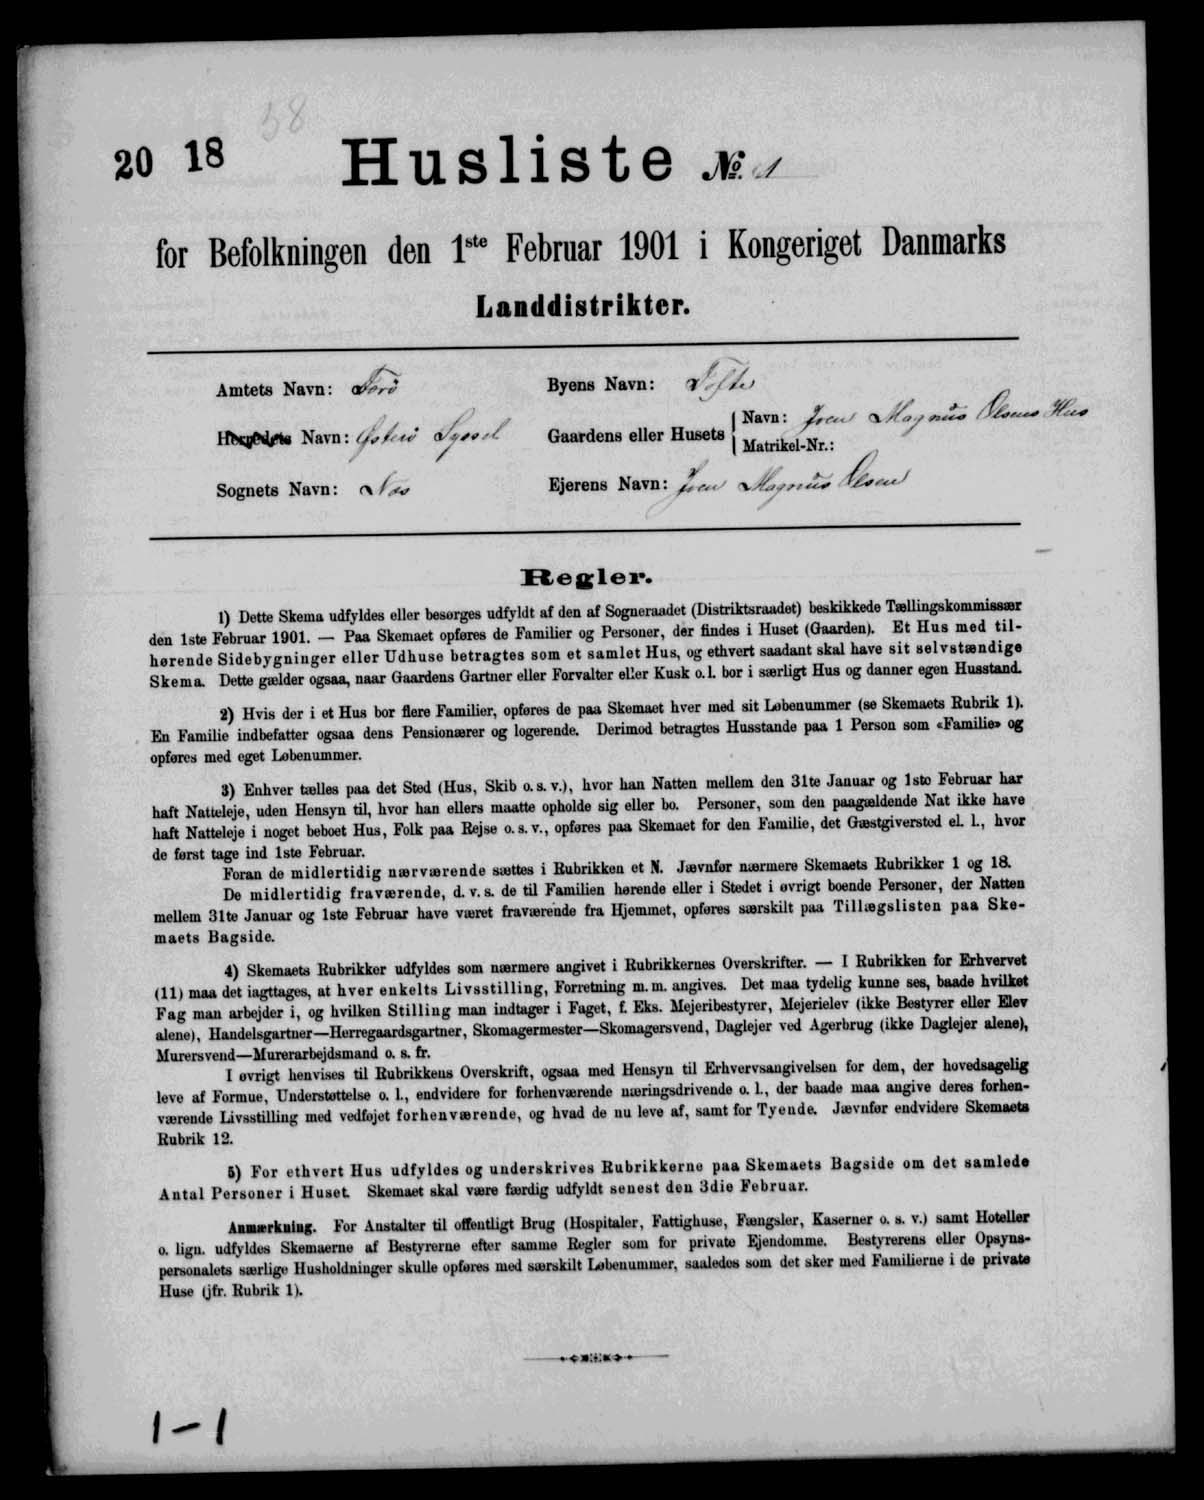 58
20 18 Husliste № 1
for Befolkningen den 1ste Februar 1901 i Kongeriget Danmarks
Landdistrikter.
Amtets Navn: Førö
Byens Navn: Tofte
Herredets Navn: Østerö Syssel
Gaardens eller Husets
Navn: Joen Magnus Olsens Hus
Matrikel-Nr.:
Sognets Navn: Næs
Ejerens Navn: Joen Magnus Olsen
Regler.
1) Dette Skema udfyldes eller besørges udfyldt af den af Sogneraadet (Distriktsraadet) beskikkede Tællingskommissær
den 1ste Februar 1901. — Paa Skemaet opføres de Familier og Personer, der findes i Huset (Gaarden). Et Hus med til-
hørende Sidebygninger eller Udhuse betragtes som et samlet Hus, og ethvert saadant skal have sit selvstændige
Skema. Dette gælder ogsaa, naar Gaardens Gartner eller Forvalter eller Kusk o. l. bor i særligt Hus og danner egen Husstand.
2) Hvis der i et Hus bor flere Familier, opføres de paa Skemaet hver med sit Løbenummer (se Skemaets Rubrik 1).
En Familie indbefatter ogsaa dens Pensionærer og logerende. Derimod betragtes Husstande paa 1 Person som «Familie» og
opføres med eget Løbenummer.
3) Enhver tælles paa det Sted (Hus, Skib o. s. v.), hvor han Natten mellem den 31te Januar og 1ste Februar har
haft Natteleje, uden Hensyn til, hvor han ellers maatte opholde sig eller bo. Personer, som den paagældende Nat ikke have
haft Natteleje i noget beboet Hus, Folk paa Rejse o. s. v., opføres paa Skemaet for den Familie, det Gæstgiversted el. l., hvor
de først tage ind 1ste Februar.
Foran de midlertidig nærværende sættes i Rubrikken et N. Jævnfør nærmere Skemaets Rubrikker 1 og 18.
De midlertidig fraværende, d. v. s. de til Familien hørende eller i Stedet i øvrigt boende Personer, der Natten
mellem 31te Januar og 1ste Februar have været fraværende fra Hjemmet, opføres særskilt paa Tillægslisten paa Ske-
maets Bagside.
4) Skemaets Rubrikker udfyldes som nærmere angivet i Rubrikkernes Overskrifter. — I Rubrikken for Erhvervet
(11) maa det iagttages, at hver enkelts Livsstilling, Forretning m. m. angives. Det maa tydelig kunne ses, baade hvilket
Fag man arbejder i, og hvilken Stilling man indtager i Faget, f. Eks. Mejeribestyrer, Mejerielev (ikke Bestyrer eller Elev
alene), Handelsgartner—Herregaardsgartner, Skomagermester—Skomagersvend, Daglejer ved Agerbrug (ikke Daglejer alene),
Murersvend—Murerarbejdsmand o. s. fr.
I øvrigt henvises til Rubrikkens Overskrift, ogsaa med Hensyn til Erhvervsangivelsen for dem, der hovedsagelig
leve af Formue, Understøttelse o. l., endvidere for forhenværende næringsdrivende o. l., der baade maa angive deres forhen-
værende Livsstilling med vedføjet forhenværende, og hvad de nu leve af, samt for Tyende. Jævnfør endvidere Skemaets
Rubrik 12.
5) For ethvert Hus udfyldes og underskrives Rubrikkerne paa Skemaets Bagside om det samlede
Antal Personer i Huset. Skemaet skal være færdig udfyldt senest den 3die Februar.
Anmærkning. For Anstalter til offentligt Brug (Hospitaler, Fattighuse, Fængsler, Kaserner o. s. v.) samt Hoteller
o. lign. udfyldes Skemaerne af Bestyrerne efter samme Regler som for private Ejendomme. Bestyrerens eller Opsyns-
personalets særlige Husholdninger skulle opføres med særskilt Løbenummer, saaledes som det sker med Familierne i de private
Huse (jfr. Rubrik 1).
1-1